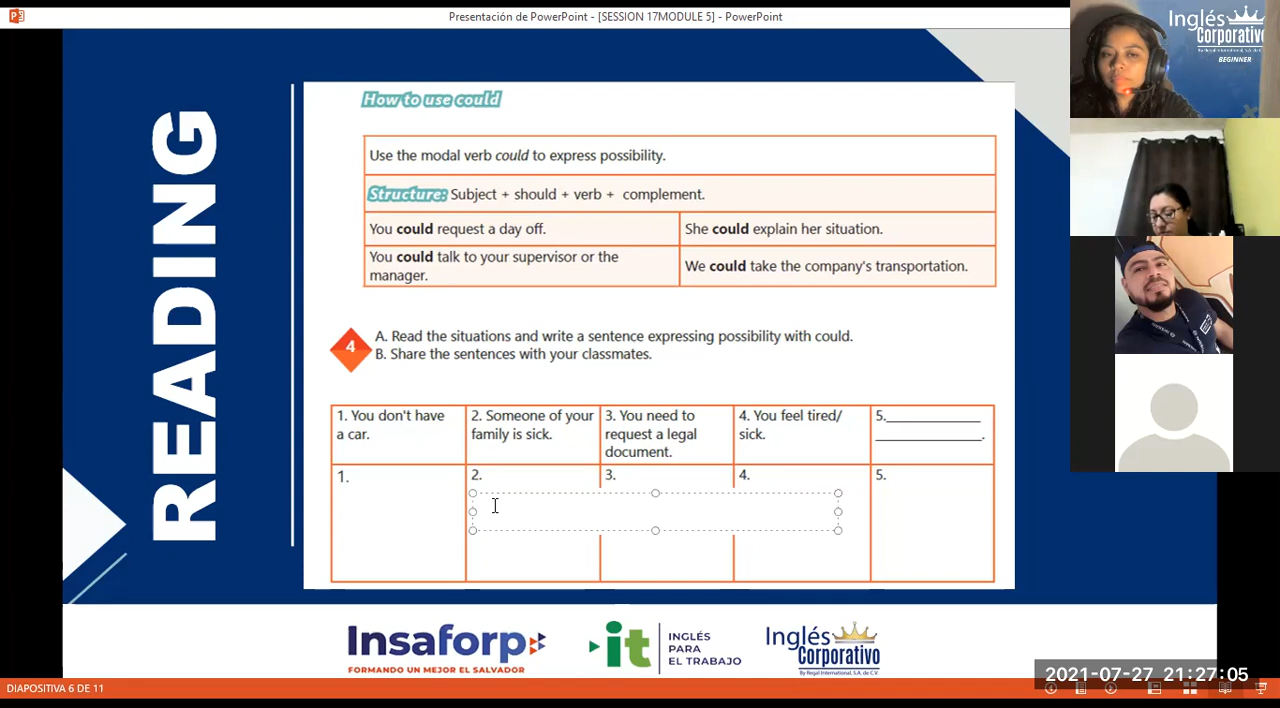 Presentación de PowerPoint - [SESSION 17MODULE 5] - PowerPoint
Inglés
Corporativo
By Regal International, S.A. de C.V.
BEGINNER
READING
How to use could
Use the modal verb could to express possibility.
Structure: Subject + should + verb + complement.
You could request a day off.
She could explain her situation.
You could talk to your supervisor or the
manager.
We could take the company's transportation.
4
A. Read the situations and write a sentence expressing possibility with could.
B. Share the sentences with your classmates.
1. You don't have
a car.
2. Someone of your
family is sick.
3. You need to
request a legal
document.
4. You feel tired/
sick.
5.______________
________________.
1.
2.
3.
4.
5.
Insaforp
FORMANDO UN MEJOR EL SALVADOR
it
INGLÉS
PARA
EL TRABAJO
Inglés
Corporativo
By Regal International, S.A. de C.V.
2021-07-27 21:27:05
DIAPOSITIVA 6 DE 11